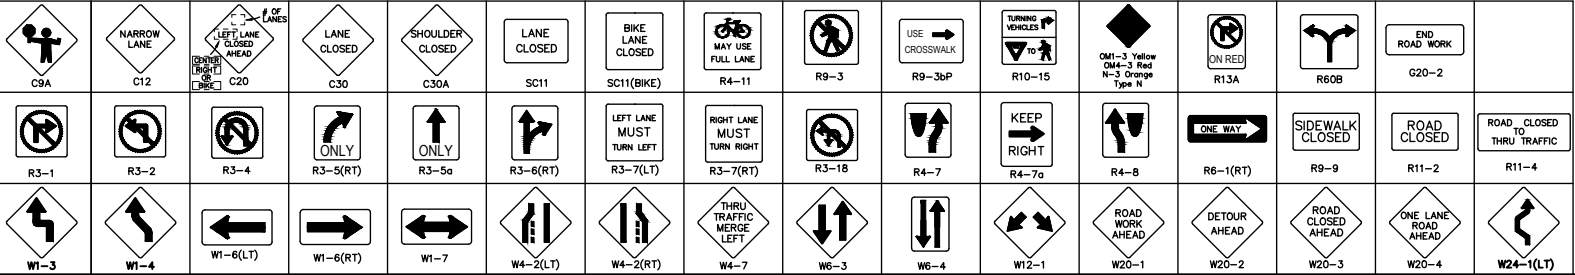 C9A
NARROW
LANE
C12
# OF
LANES
LEFT LANE
CLOSED
AHEAD
CENTER
RIGHT
OR
BIKE
C20
LANE
CLOSED
C30
SHOULDER
CLOSED
C30A
LANE
CLOSED
SC11
BIKE
LANE
CLOSED
SC11(BIKE)
MAY USE
FULL LANE
R4-11
R9-3
USE
CROSSWALK
R9-3bP
TURNING
VEHICLES
TO
R10-15
OM1-3 Yellow
OM4-3 Red
N-3 Orange
Type N
ON RED
R13A
R60B
END
ROAD WORK
G20-2
R3-1
R3-2
R3-4
ONLY
R3-5(RT)
ONLY
R3-5a
R3-6(RT)
LEFT LANE
MUST
TURN LEFT
R3-7(LT)
RIGHT LANE
MUST
TURN RIGHT
R3-7(RT)
R3-18
R4-7
KEEP
RIGHT
R4-7a
R4-8
ONE WAY
R6-1(RT)
SIDEWALK
CLOSED
R9-9
ROAD
CLOSED
R11-2
ROAD CLOSED
TO
THRU TRAFFIC
R11-4
W1-3
W1-4
W1-6(LT)
W1-6(RT)
W1-7
W4-2(LT)
W4-2(RT)
THRU
TRAFFIC
MERGE
LEFT
W4-7
W6-3
W6-4
W12-1
ROAD
WORK
AHEAD
W20-1
DETOUR
AHEAD
W20-2
ROAD
CLOSED
AHEAD
W20-3
ONE LANE
ROAD
AHEAD
W20-4
W24-1(LT)